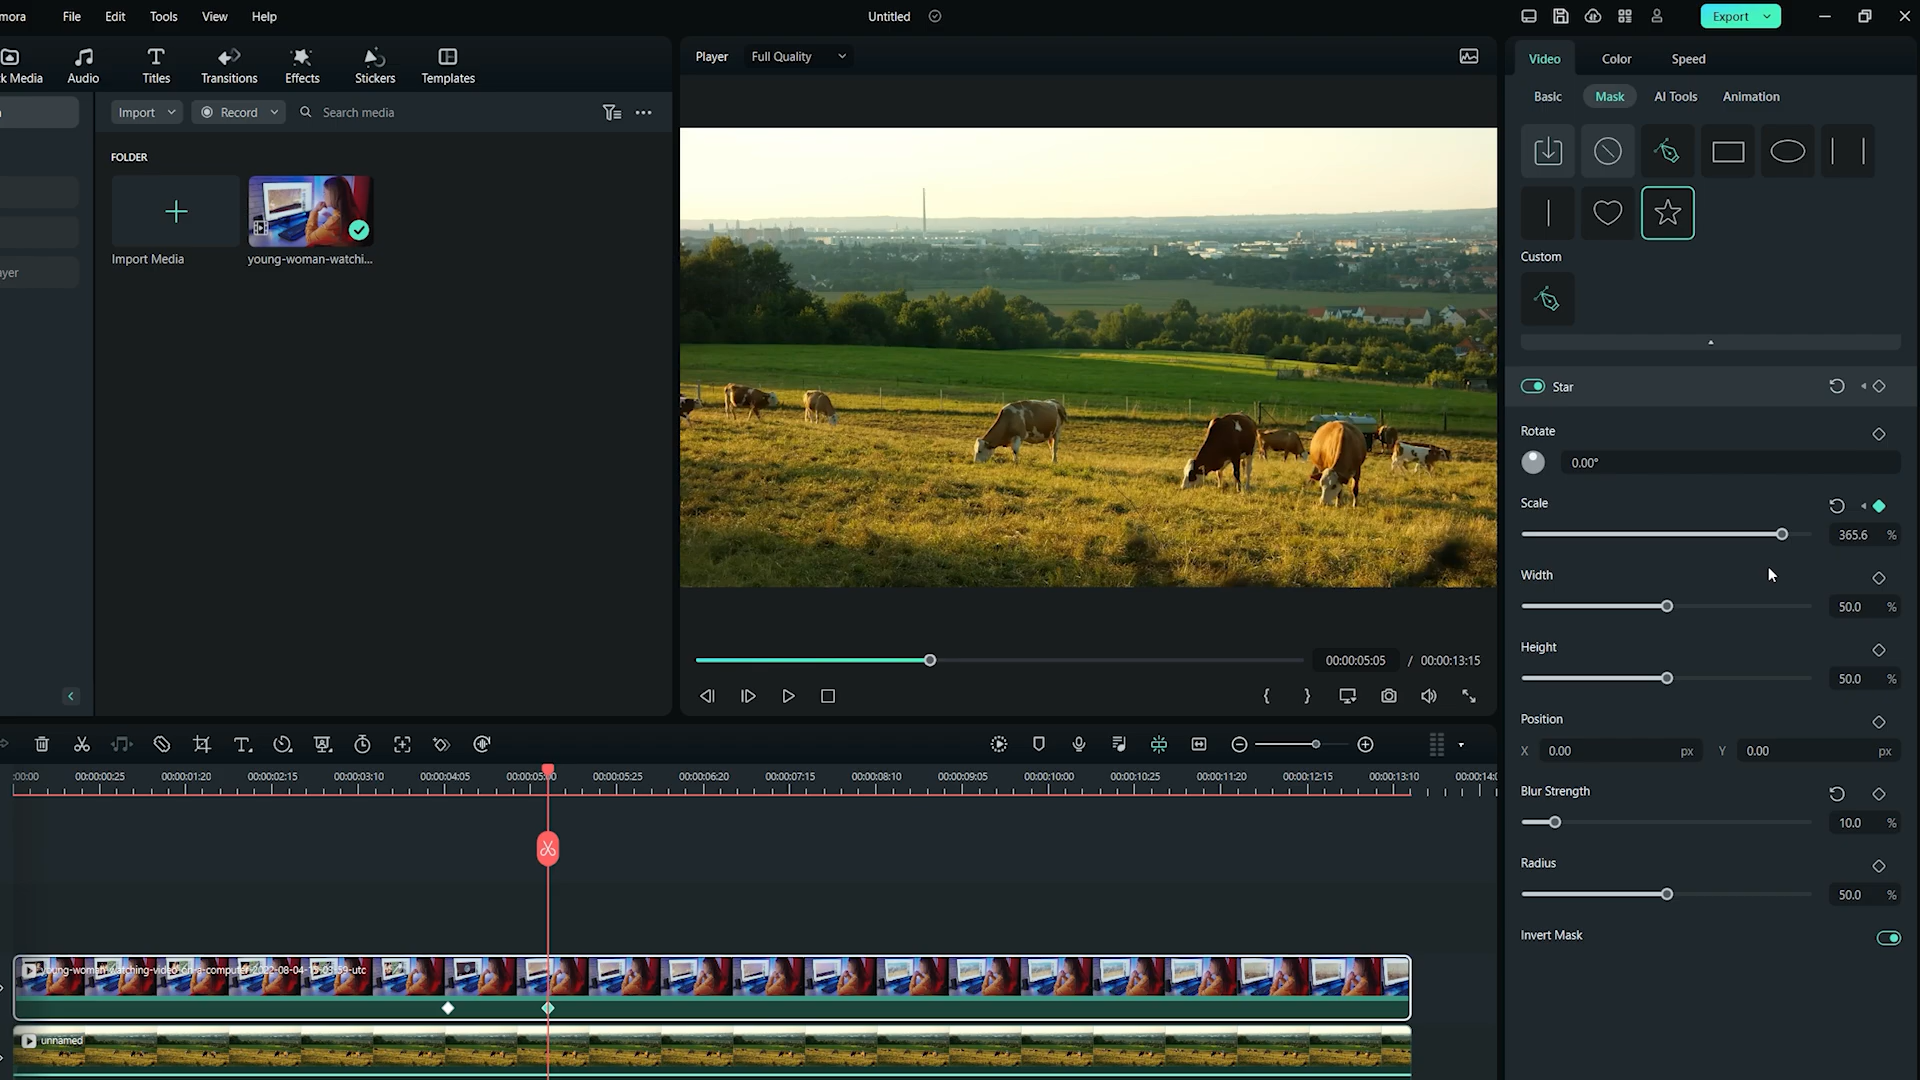 mora
File
Edit
Tools
View
Help
Untitled
Export
k Media
Audio
Titles
Transitions
Effects
Stickers
Templates
Player
Full Quality
Video
Color
Speed
Import
Record
Search media
Basic
Mask
AI Tools
Animation
FOLDER
Import Media
young-woman-watchi...
ayer
Custom
Star
Rotate
0.00°
Scale
365.6 %
Width
50.0 %
Height
50.0 %
Position
X 0.00 px Y 0.00 px
Blur Strength
10.0 %
Radius
50.0 %
Invert Mask
00:00:05:05 / 00:00:13:15
:00:00 00:00:00:25 00:00:01:20 00:00:02:15 00:00:03:10 00:00:04:05 00:00:05:00 00:00:05:25 00:00:06:20 00:00:07:15 00:00:08:10 00:00:09:05 00:00:10:00 00:00:10:25 00:00:11:20 00:00:12:15 00:00:13:10 00:00:14:0
young-woman-watching-video-on-a-computer-2022-08-04-15-03-59-utc
unnamed